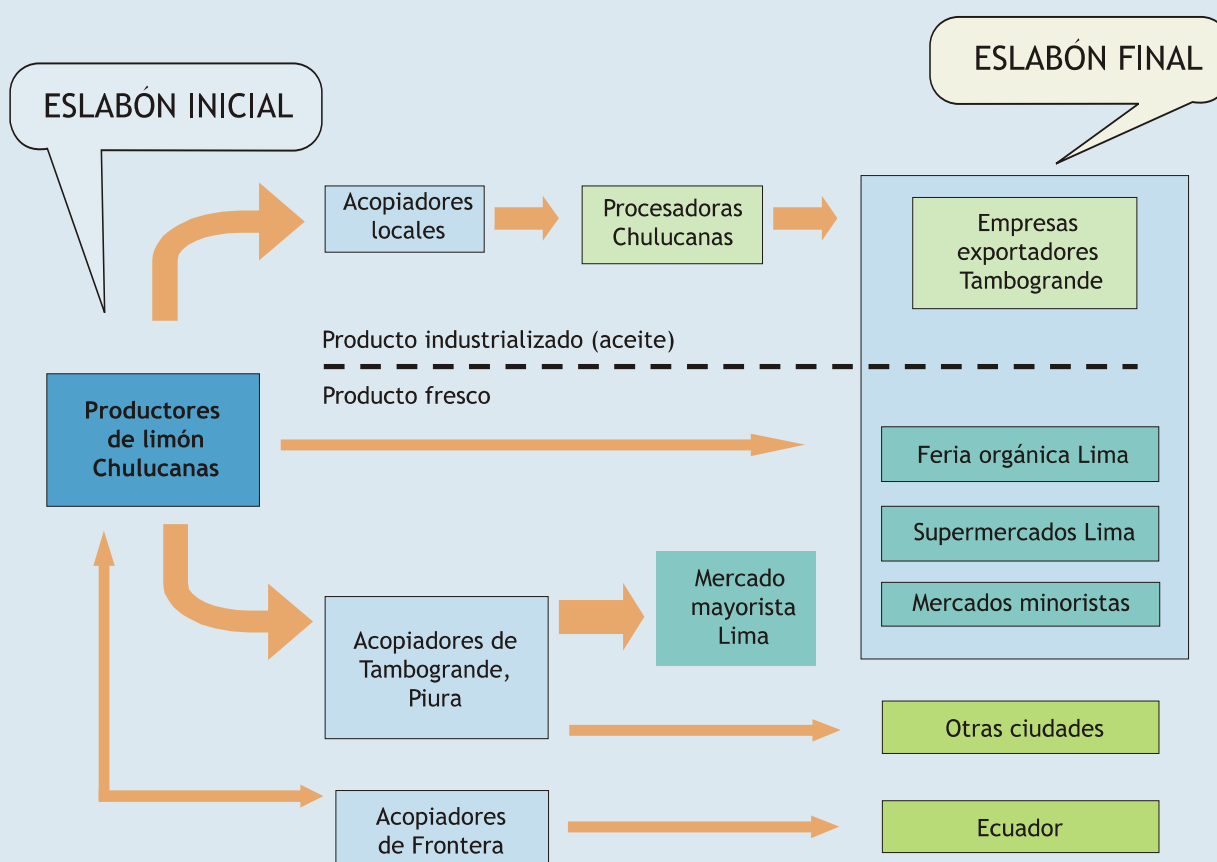 ESLABÓN INICIAL
ESLABÓN FINAL
Acopiadores
locales
Procesadoras
Chulucanas
Empresas
exportadores
Tambogrande
Producto industrializado (aceite)
Producto fresco
Productores
de limón
Chulucanas
Feria orgánica Lima
Supermercados Lima
Mercados minoristas
Mercado
mayorista
Lima
Acopiadores de
Tambogrande,
Piura
Otras ciudades
Acopiadores
de Frontera
Ecuador